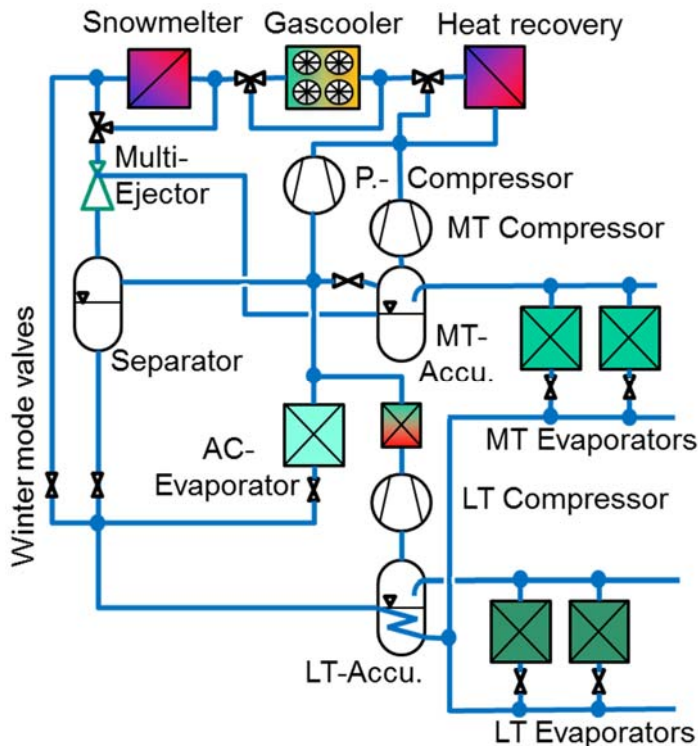 Snowmelter
Gascooler
Heat recovery
Multi-
Ejector
P.- Compressor
MT Compressor
Separator
MT-
Accu.
Winter mode valves
AC-
Evaporator
MT Evaporators
LT Compressor
LT-Accu.
LT Evaporators